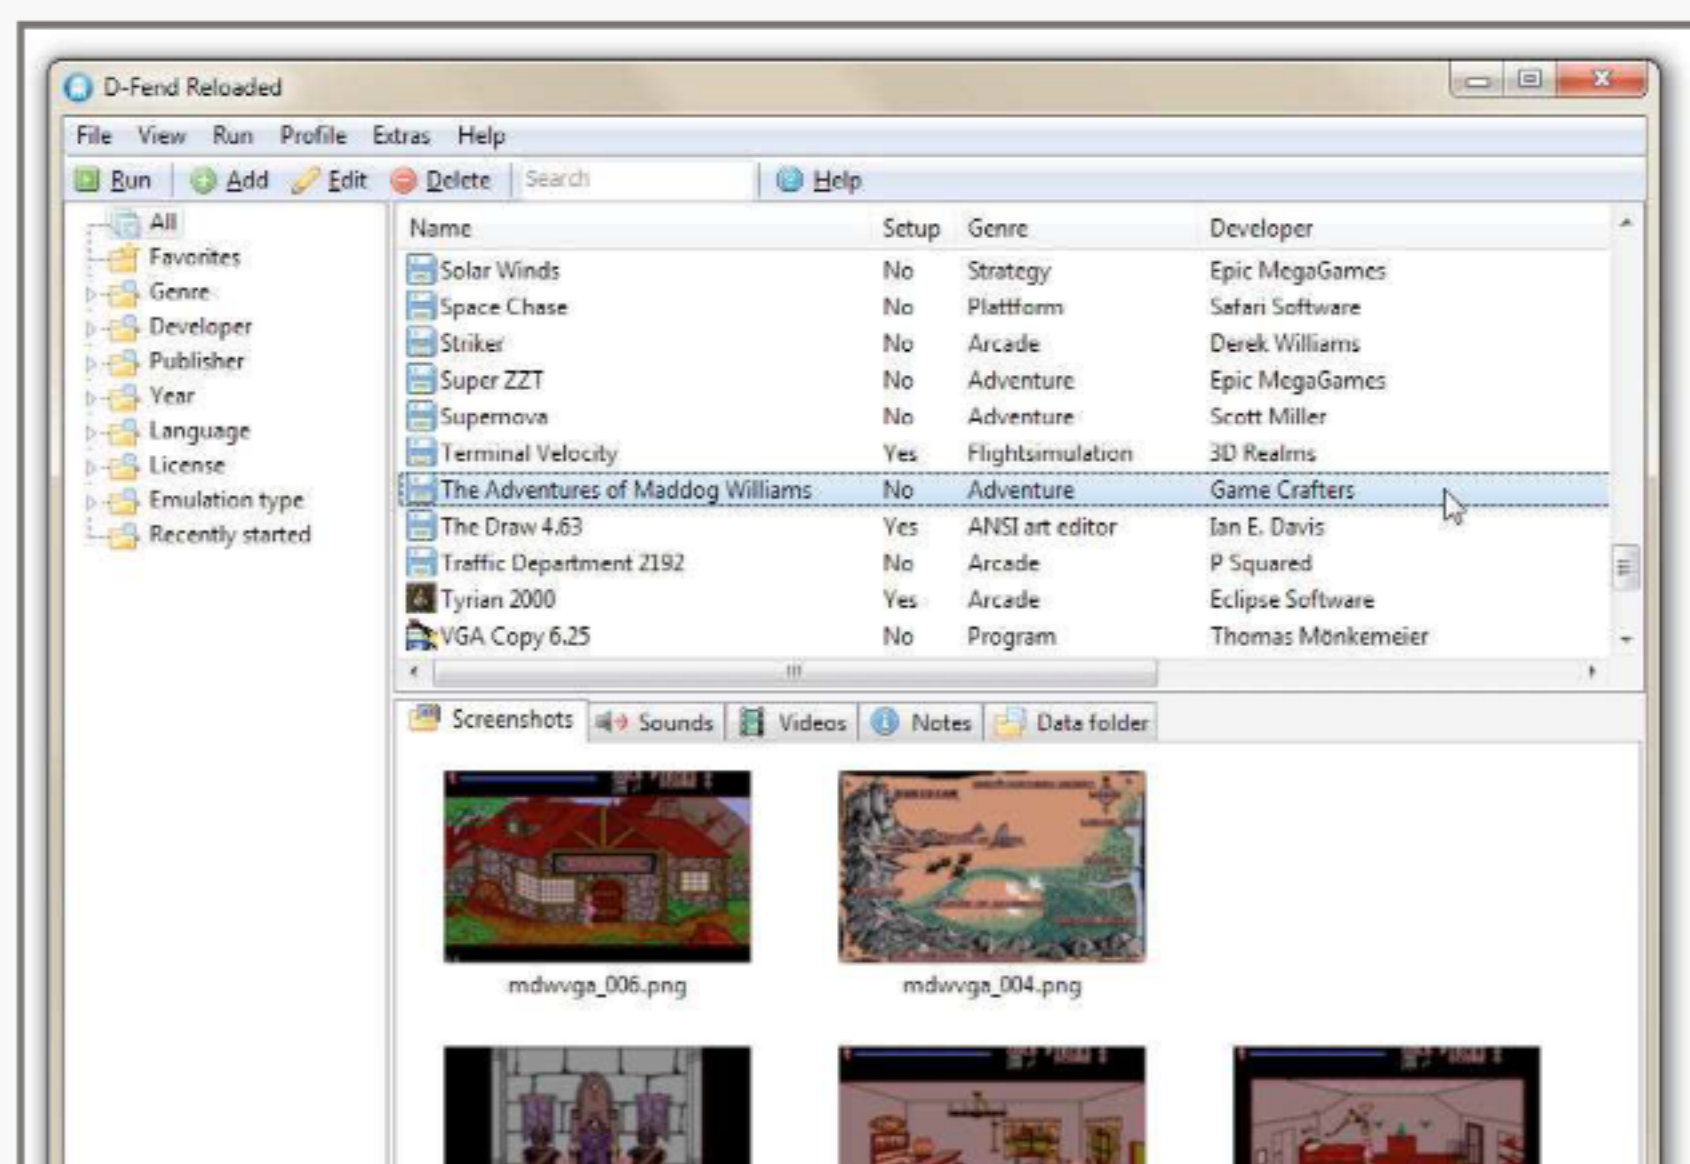 D-Fend Reloaded
File View Run Profile Extras Help
Run Add Edit Delete Search Help
All
Favorites
Genre
Developer
Publisher
Year
Language
License
Emulation type
Recently started
Name Setup Genre Developer
Solar Winds No Strategy Epic MegaGames
Space Chase No Plattform Safari Software
Striker No Arcade Derek Williams
Super ZZT No Adventure Epic MegaGames
Supernova No Adventure Scott Miller
Terminal Velocity Yes Flightsimulation 3D Realms
The Adventures of Maddog Williams No Adventure Game Crafters
The Draw 4.63 Yes ANSI art editor Ian E. Davis
Traffic Department 2192 No Arcade P Squared
Tyrian 2000 Yes Arcade Eclipse Software
VGA Copy 6.25 No Program Thomas Mönkemeier
Screenshots Sounds Videos Notes Data folder
mdwvga_006.png mdwvga_004.png